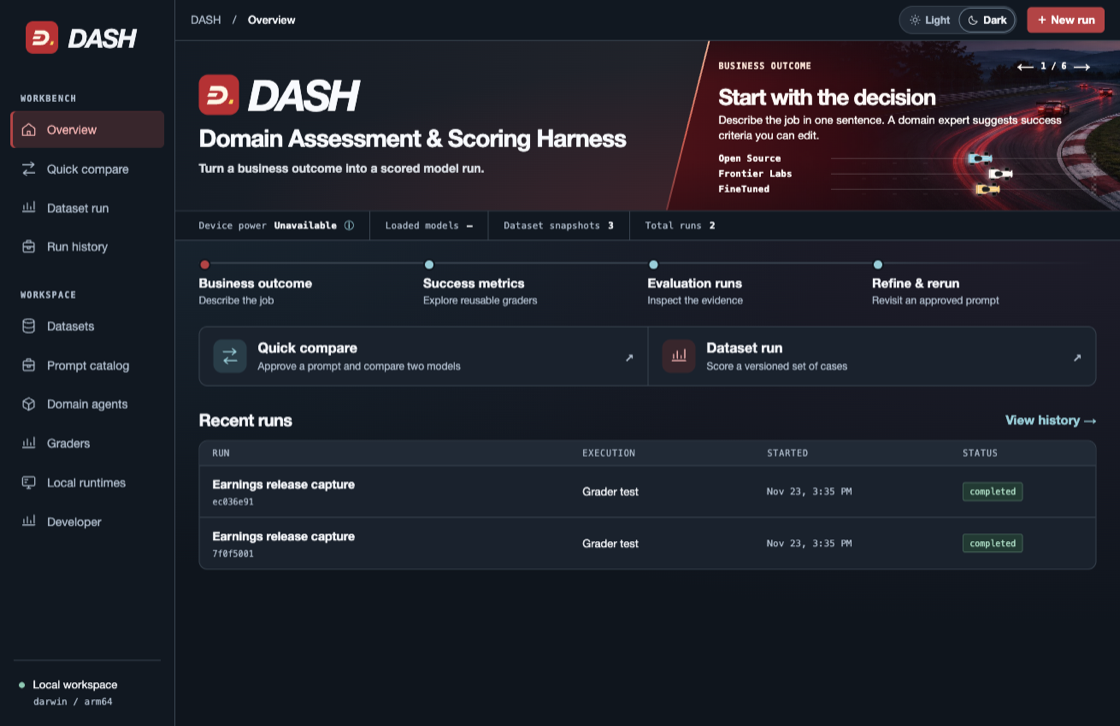 DASH
WORKBENCH
Overview
Quick compare
Dataset run
Run history
WORKSPACE
Datasets
Prompt catalog
Domain agents
Graders
Local runtimes
Developer
Local workspace
darwin / arm64
DASH / Overview
Light Dark
+ New run
DASH
Domain Assessment & Scoring Harness
Turn a business outcome into a scored model run.
BUSINESS OUTCOME
← 1 / 6 →
Start with the decision
Describe the job in one sentence. A domain expert suggests success
criteria you can edit.
Open Source
Frontier Labs
FineTuned
Device power Unavailable ⓘ Loaded models – Dataset snapshots 3 Total runs 2
Business outcome
Describe the job
Success metrics
Explore reusable graders
Evaluation runs
Inspect the evidence
Refine & rerun
Revisit an approved prompt
Quick compare
Approve a prompt and compare two models
↗
Dataset run
Score a versioned set of cases
↗
Recent runs
View history →
RUN EXECUTION STARTED STATUS
Earnings release capture
ec036e91
Grader test
Nov 23, 3:35 PM
completed
Earnings release capture
7f0f5001
Grader test
Nov 23, 3:35 PM
completed